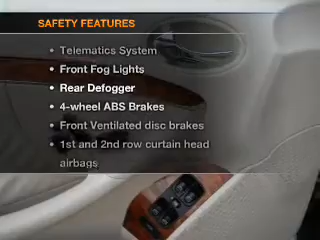 SAFETY FEATURES
• Telematics System
• Front Fog Lights
• Rear Defogger
• 4-wheel ABS Brakes
• Front Ventilated disc brakes
• 1st and 2nd row curtain head
airbags